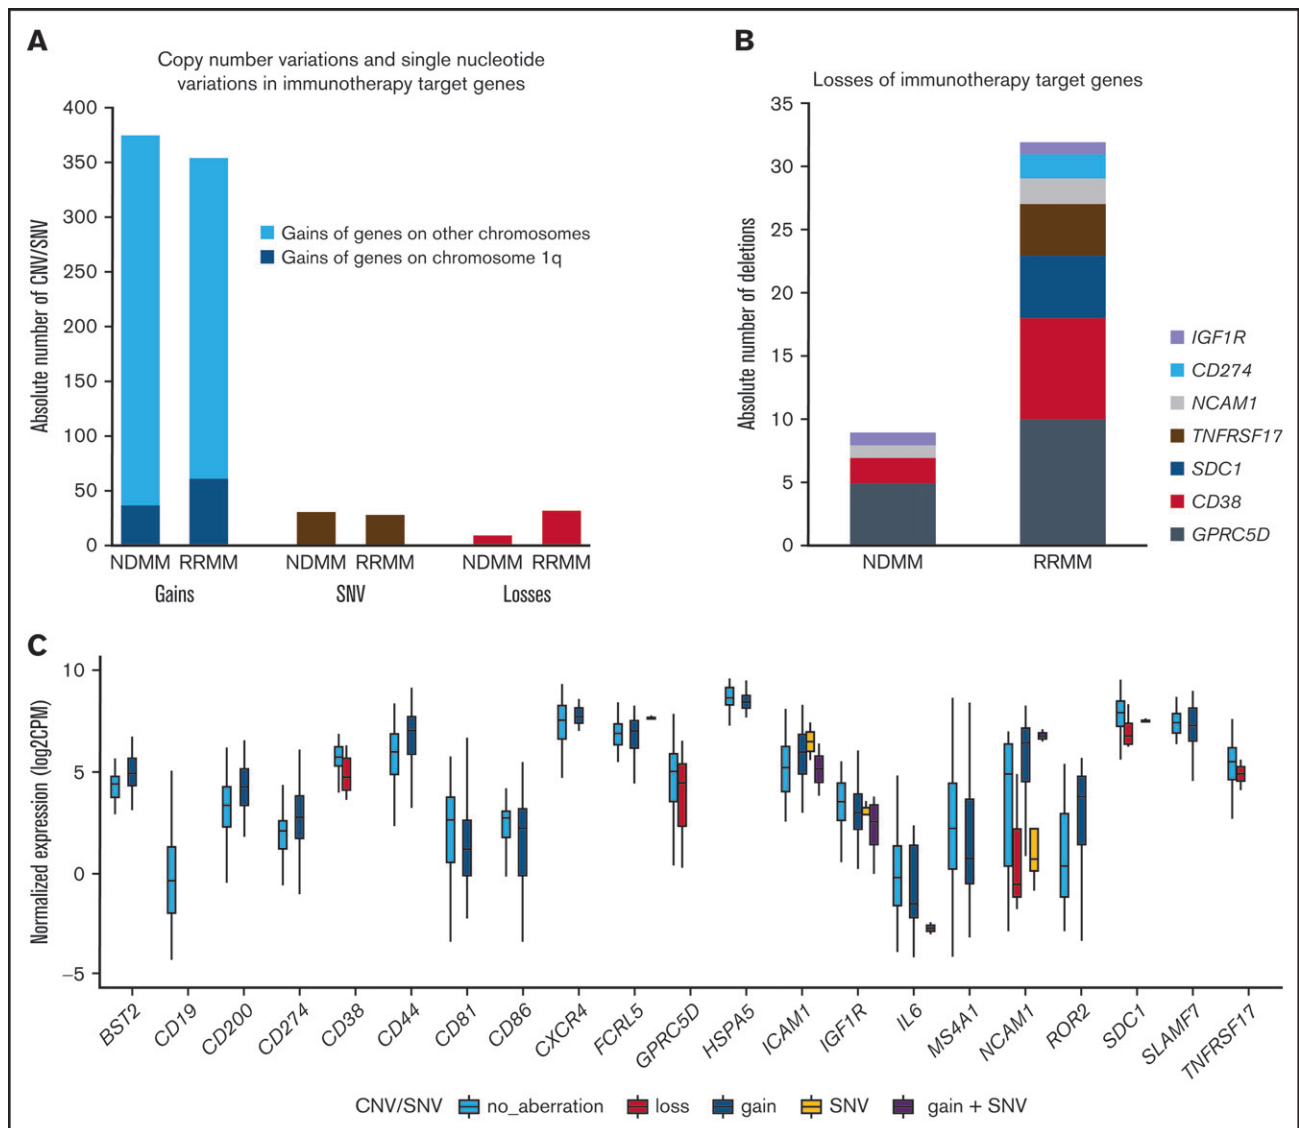 A
Copy number variations and single nucleotide
variations in immunotherapy target genes
Absolute number of CNV/SNV
400
350
300
250
200
150
100
50
0
Gains of genes on other chromosomes
Gains of genes on chromosome 1q
NDMM RRMM NDMM RRMM NDMM RRMM
Gains SNV Losses
B
Losses of immunotherapy target genes
Absolute number of deletions
35
30
25
20
15
10
5
0
NDMM RRMM
IGF1R
CD274
NCAM1
TNFRSF17
SDC1
CD38
GPRC5D
C
Normalized expression (log2CPM)
10
5
0
−5
BST2
CD19
CD200
CD274
CD38
CD44
CD81
CD86
CXCR4
FCRL5
GPRC5D
HSPA5
ICAM1
IGF1R
IL6
MS4A1
NCAM1
ROR2
SDC1
SLAMF7
TNFRSF17
CNV/SNV no_aberration loss gain SNV gain + SNV